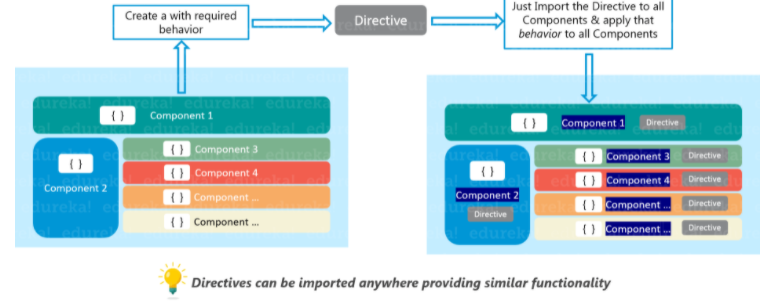 Create a with required
behavior
Directive
Just Import the Directive to all
Components & apply that
behavior to all Components
{ } Component 1
{ } Component 3
{ } Component 4
{ } Component ...
{ } Component ...
{ }
Component 2
{ } Component 1 Directive
{ } Component 3 Directive
{ } Component 4 Directive
{ } Component ... Directive
{ } Component ... Directive
{ }
Component 2
Directive
Directives can be imported anywhere providing similar functionality